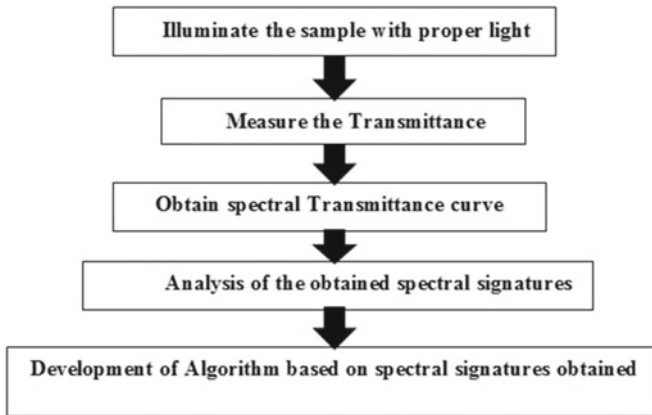 Illuminate the sample with proper light
Measure the Transmittance
Obtain spectral Transmittance curve
Analysis of the obtained spectral signatures
Development of Algorithm based on spectral signatures obtained